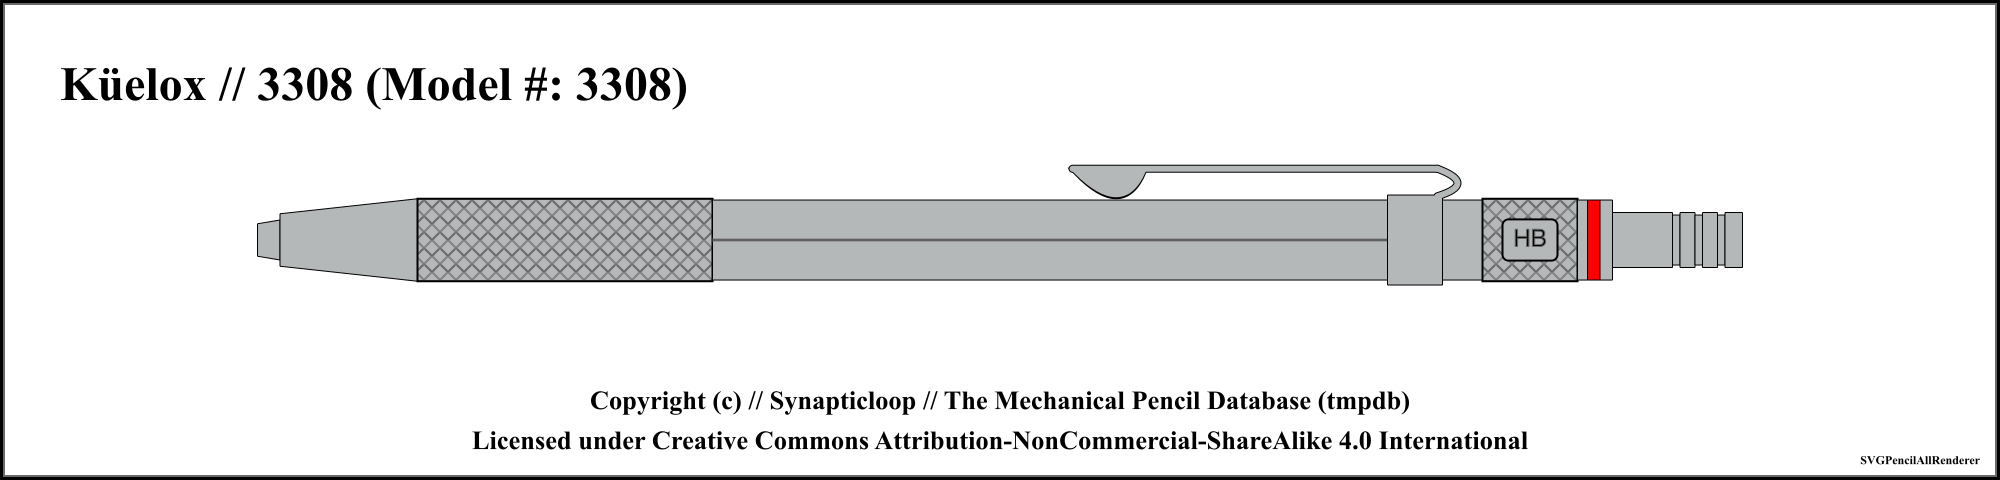 Küelox // 3308 (Model #: 3308)
HB
Copyright (c) // Synapticloop // The Mechanical Pencil Database (tmpdb)
Licensed under Creative Commons Attribution-NonCommercial-ShareAlike 4.0 International
SVGPencilAllRenderer